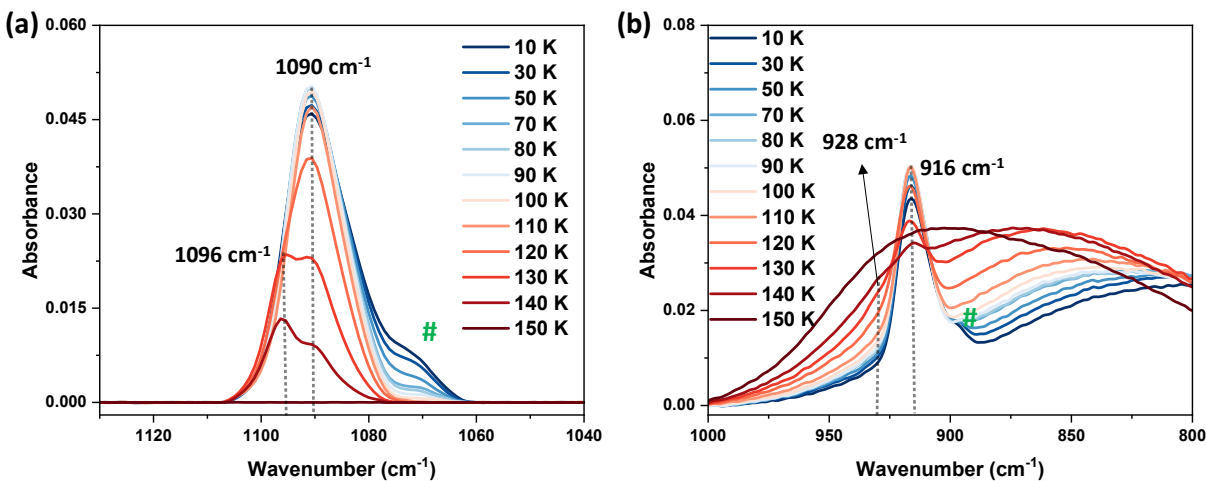 (a)
0.060
0.045
0.030
0.015
0.000
Absorbance
1120
1100
1080
1060
1040
Wavenumber (cm⁻¹)
1090 cm⁻¹
1096 cm⁻¹
#
10 K
30 K
50 K
70 K
80 K
90 K
100 K
110 K
120 K
130 K
140 K
150 K
(b)
0.08
0.06
0.04
0.02
0.00
Absorbance
1000
950
900
850
800
Wavenumber (cm⁻¹)
10 K
30 K
50 K
70 K
80 K
90 K
100 K
110 K
120 K
130 K
140 K
150 K
928 cm⁻¹
916 cm⁻¹
#